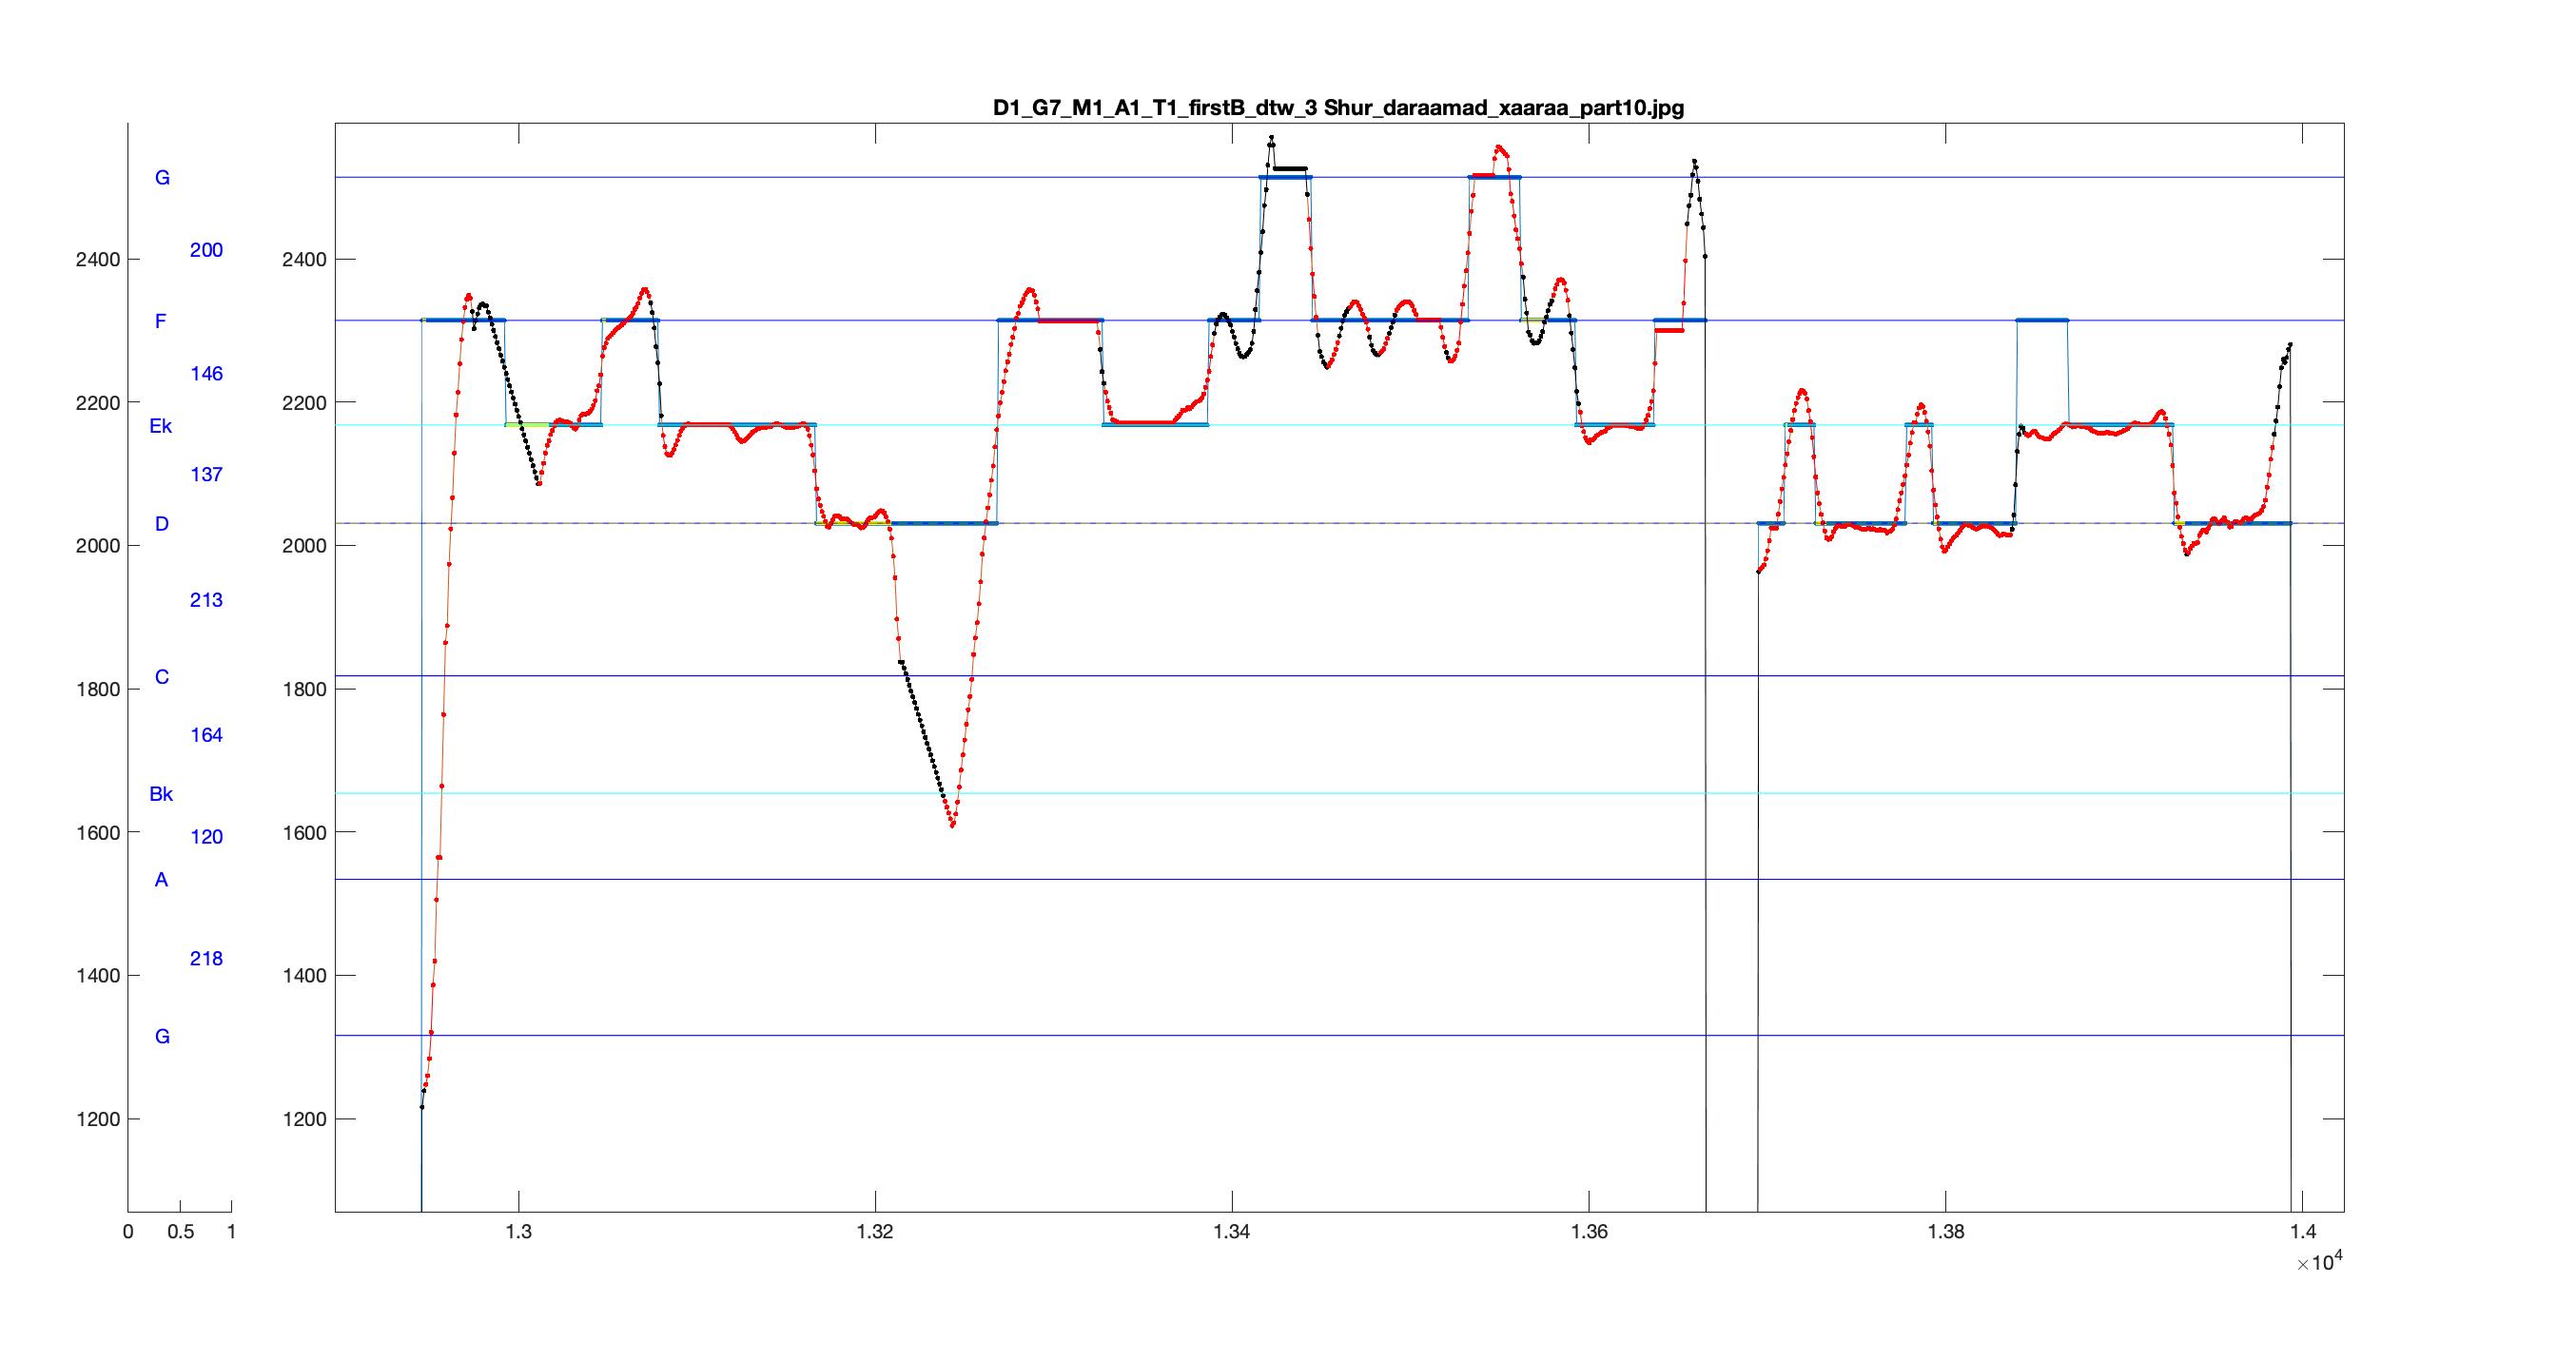 D1_G7_M1_A1_T1_firstB_dtw_3 Shur_daraamad_xaaraa_part10.jpg
G
200
2400 2400
F
146
2200 2200
Ek
137
D
2000 2000
213
C
1800 1800
164
Bk
1600 1600
120
A
1400 1400
218
G
1200 1200
0 0.5 1 1.3 1.32 1.34 1.36 1.38 1.4
×10^4